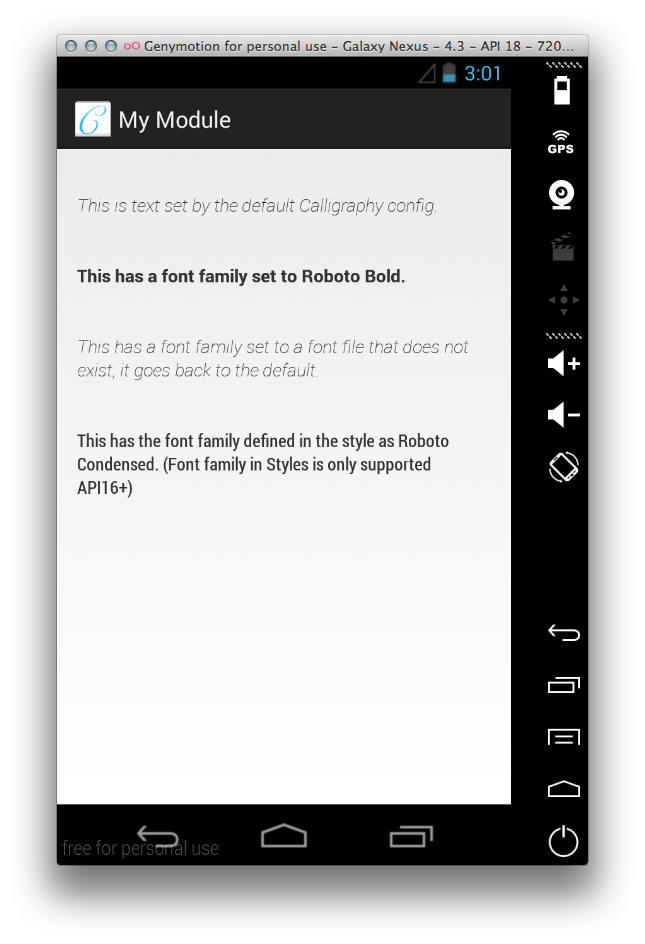 Genymotion for personal use – Galaxy Nexus – 4.3 – API 18 – 720...
3:01
C My Module
GPS
This is text set by the default Calligraphy config.
This has a font family set to Roboto Bold.
This has a font family set to a font file that does not
exist, it goes back to the default.
This has the font family defined in the style as Roboto
Condensed. (Font family in Styles is only supported
API16+)
free for personal use